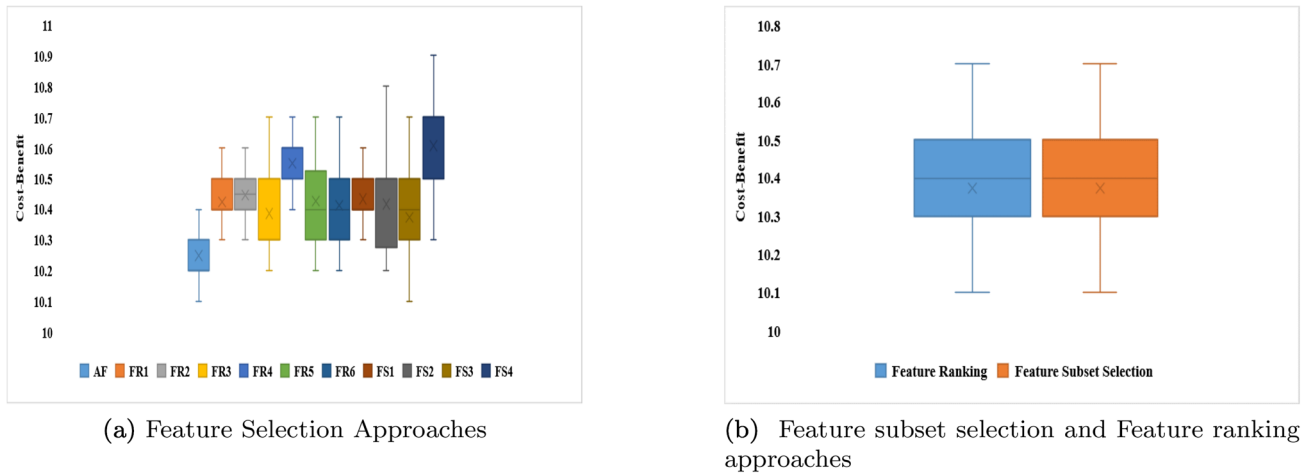 11
10.9
10.8
10.7
10.6
10.5
10.4
10.3
10.2
10.1
10
Cost-Benefit
AF FR1 FR2 FR3 FR4 FR5 FR6 FS1 FS2 FS3 FS4
(a) Feature Selection Approaches
10.8
10.7
10.6
10.5
10.4
10.3
10.2
10.1
10
Cost-Benefit
Feature Ranking Feature Subset Selection
(b) Feature subset selection and Feature ranking
approaches